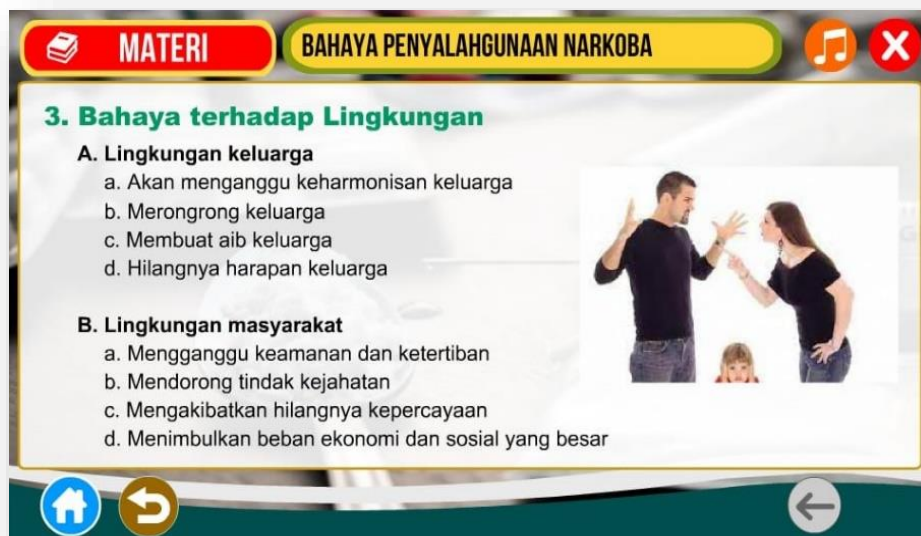 MATERI
BAHAYA PENYALAHGUNAAN NARKOBA
3. Bahaya terhadap Lingkungan
A. Lingkungan keluarga
a. Akan menganggu keharmonisan keluarga
b. Merongrong keluarga
c. Membuat aib keluarga
d. Hilangnya harapan keluarga
B. Lingkungan masyarakat
a. Mengganggu keamanan dan ketertiban
b. Mendorong tindak kejahatan
c. Mengakibatkan hilangnya kepercayaan
d. Menimbulkan beban ekonomi dan sosial yang besar